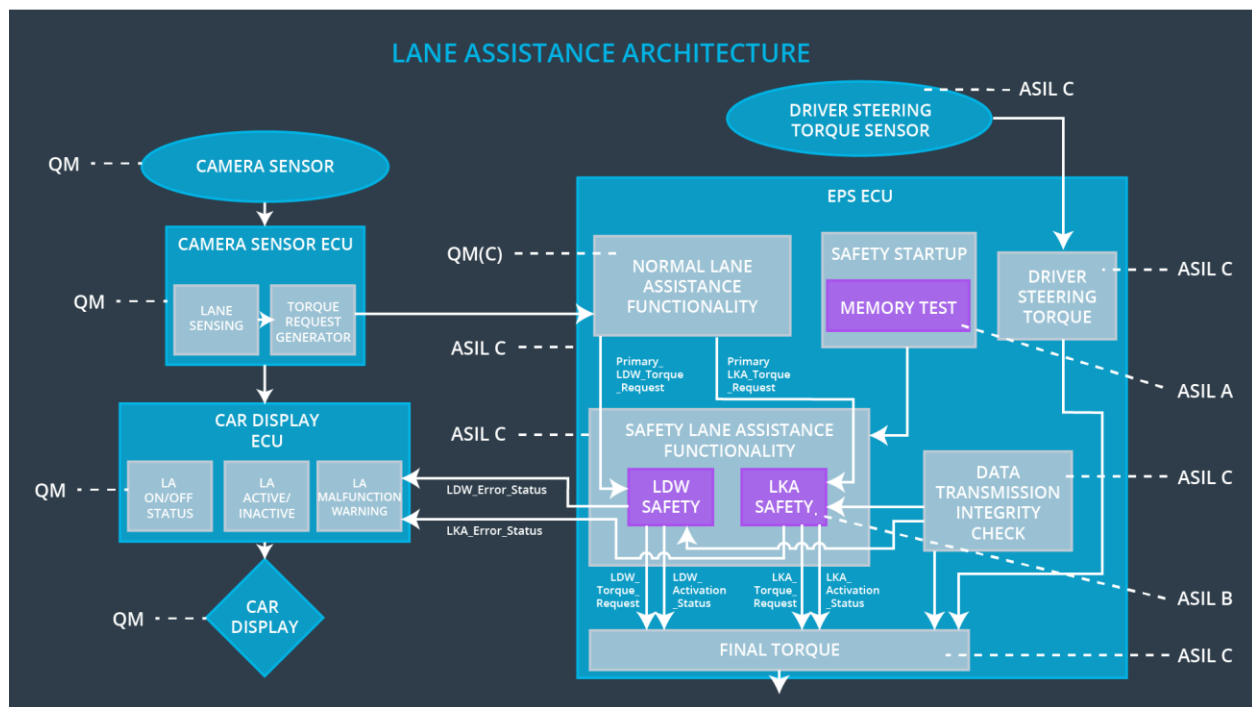 LANE ASSISTANCE ARCHITECTURE
ASIL C
DRIVER STEERING
TORQUE SENSOR
QM
CAMERA SENSOR
EPS ECU
CAMERA SENSOR ECU
QM
LANE
SENSING
TORQUE
REQUEST
GENERATOR
QM(C)
NORMAL LANE
ASSISTANCE
FUNCTIONALITY
SAFETY STARTUP
MEMORY TEST
DRIVER
STEERING
TORQUE
ASIL C
ASIL C
ASIL A
Primary_
LDW_Torque
_Request
Primary
LKA_Torque
_Request
CAR DISPLAY
ECU
QM
LA
ON/OFF
STATUS
LA
ACTIVE/
INACTIVE
LA
MALFUNCTION
WARNING
LDW_Error_Status
LKA_Error_Status
ASIL C
SAFETY LANE ASSISTANCE
FUNCTIONALITY
LDW
SAFETY
LKA
SAFETY
DATA
TRANSMISSION
INTEGRITY
CHECK
ASIL C
LDW_
Torque_
Request
LDW_
Activation
_Status
LKA_
Torque_
Request
LKA_
Activation
_Status
ASIL B
QM
CAR
DISPLAY
FINAL TORQUE
ASIL C